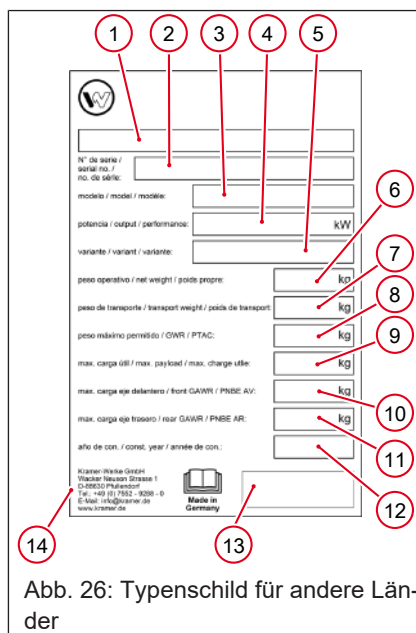 1 2 3 4 5
N° de serie /
serial no. /
no. de série:
modelo / model / modèle:
potencia / output / performance: kW
variante / variant / variante:
6
peso operativo / net weight / poids propre: kg
7
peso de transporte / transport weight / poids de transport: kg
8
peso máximo permitido / GWR / PTAC: kg
9
max. carga útil / max. payload / max. charge utlie: kg
max. carga eje delantero / front GAWR / PNBE AV: kg
10
max. carga eje trasero / rear GAWR / PNBE AR: kg
11
año de con. / const. year / année de con.:
12
Kramer-Werke GmbH
Wacker Neuson Strasse 1
D-88630 Pfullendorf
Tel.: +49 (0) 7552 - 9288 - 0
E-Mail: info@kramer.de
www.kramer.de
Made in
Germany
14 13
Abb. 26: Typenschild für andere Län-
der